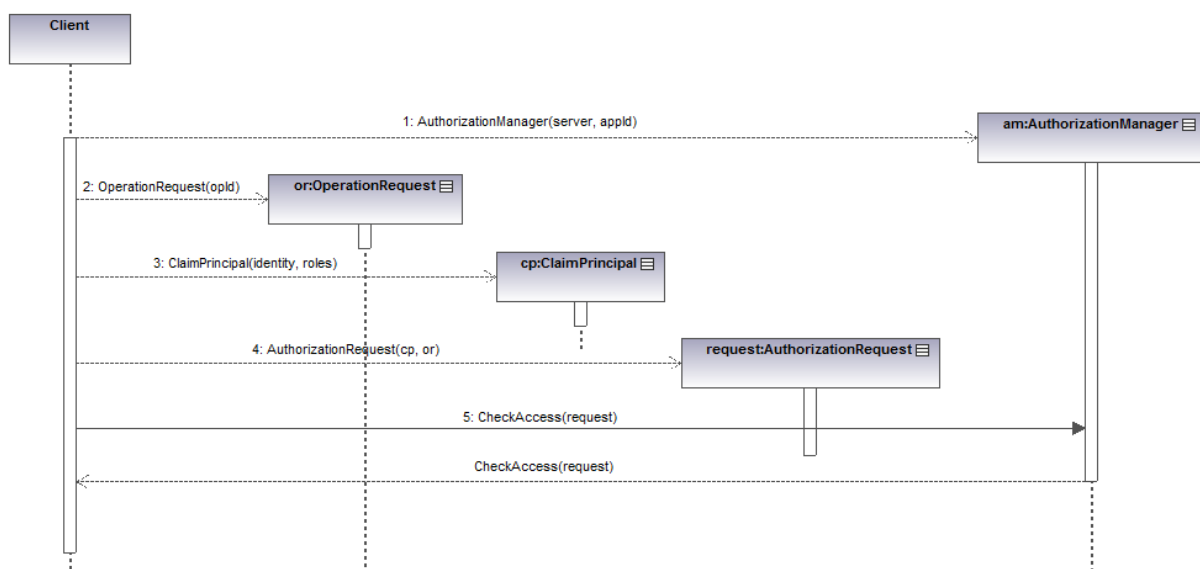 Client
1: AuthorizationManager(server, appId)
am:AuthorizationManager
2: OperationRequest(opId)
or:OperationRequest
3: ClaimPrincipal(identity, roles)
cp:ClaimPrincipal
4: AuthorizationRequest(cp, or)
request:AuthorizationRequest
5: CheckAccess(request)
CheckAccess(request)